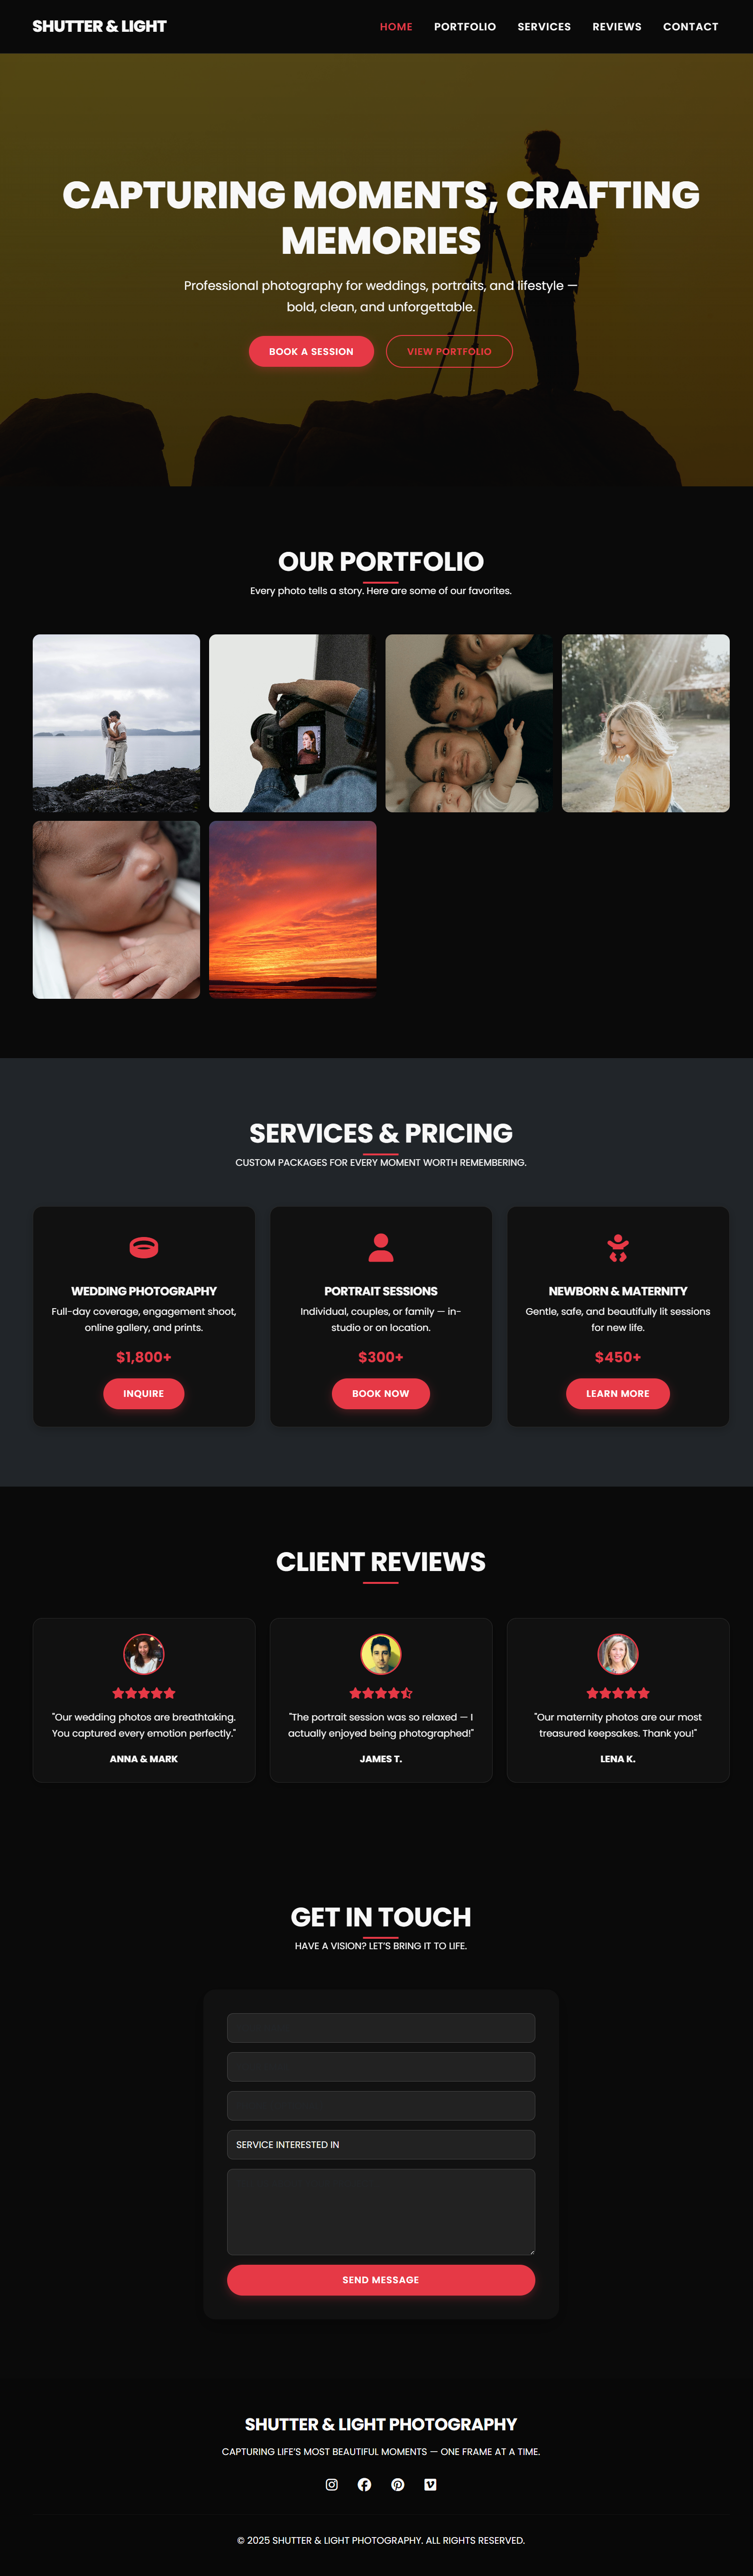 SHUTTER & LIGHT
HOME PORTFOLIO SERVICES REVIEWS CONTACT
CAPTURING MOMENTS, CRAFTING
MEMORIES
Professional photography for weddings, portraits, and lifestyle —
bold, clean, and unforgettable.
BOOK A SESSION
VIEW PORTFOLIO
OUR PORTFOLIO
Every photo tells a story. Here are some of our favorites.
SERVICES & PRICING
CUSTOM PACKAGES FOR EVERY MOMENT WORTH REMEMBERING.
WEDDING PHOTOGRAPHY
Full-day coverage, engagement shoot,
online gallery, and prints.
$1,800+
INQUIRE
PORTRAIT SESSIONS
Individual, couples, or family — in-
studio or on location.
$300+
BOOK NOW
NEWBORN & MATERNITY
Gentle, safe, and beautifully lit sessions
for new life.
$450+
LEARN MORE
CLIENT REVIEWS
"Our wedding photos are breathtaking.
You captured every emotion perfectly."
ANNA & MARK
"The portrait session was so relaxed — I
actually enjoyed being photographed!"
JAMES T.
"Our maternity photos are our most
treasured keepsakes. Thank you!"
LENA K.
GET IN TOUCH
HAVE A VISION? LET'S BRING IT TO LIFE.
SERVICE INTERESTED IN
SEND MESSAGE
SHUTTER & LIGHT PHOTOGRAPHY
CAPTURING LIFE'S MOST BEAUTIFUL MOMENTS — ONE FRAME AT A TIME.
© 2025 SHUTTER & LIGHT PHOTOGRAPHY. ALL RIGHTS RESERVED.